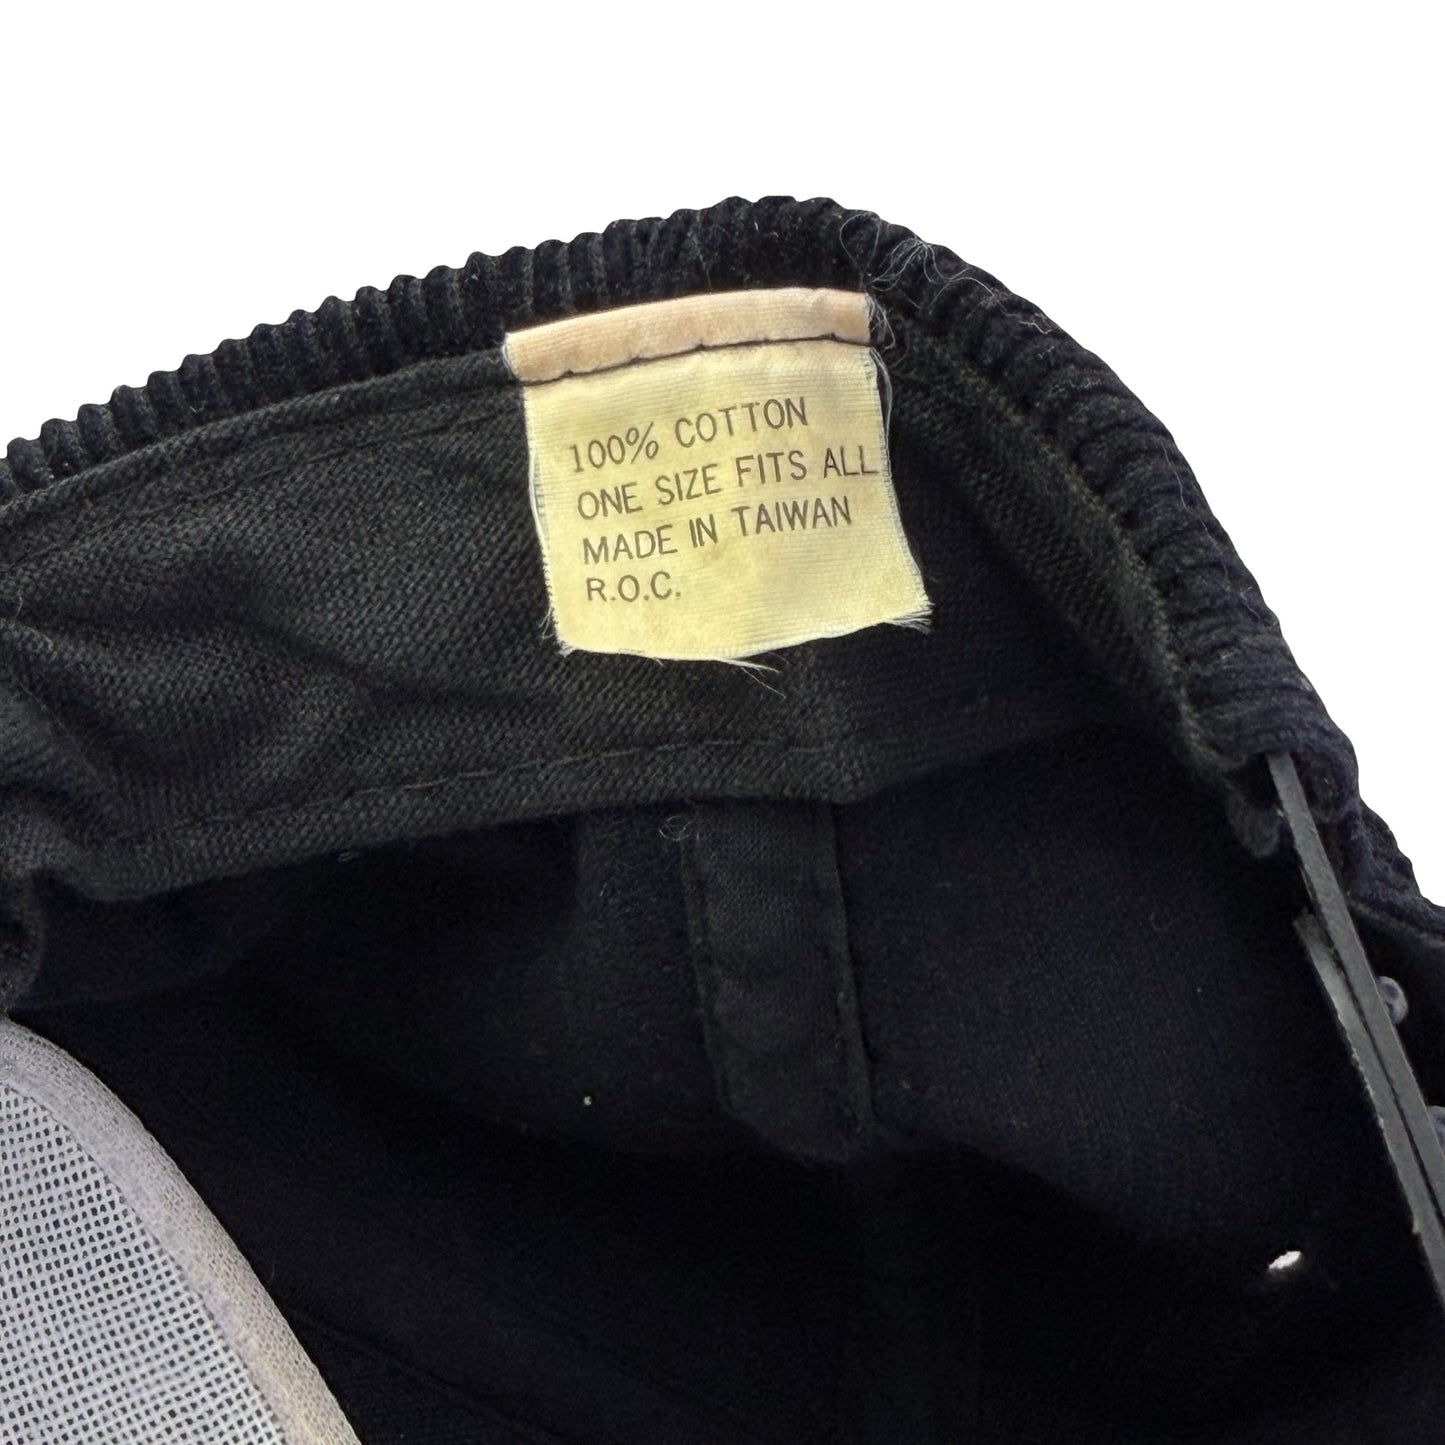 100% COTTON
ONE SIZE FITS ALL
MADE IN TAIWAN
R.O.C.